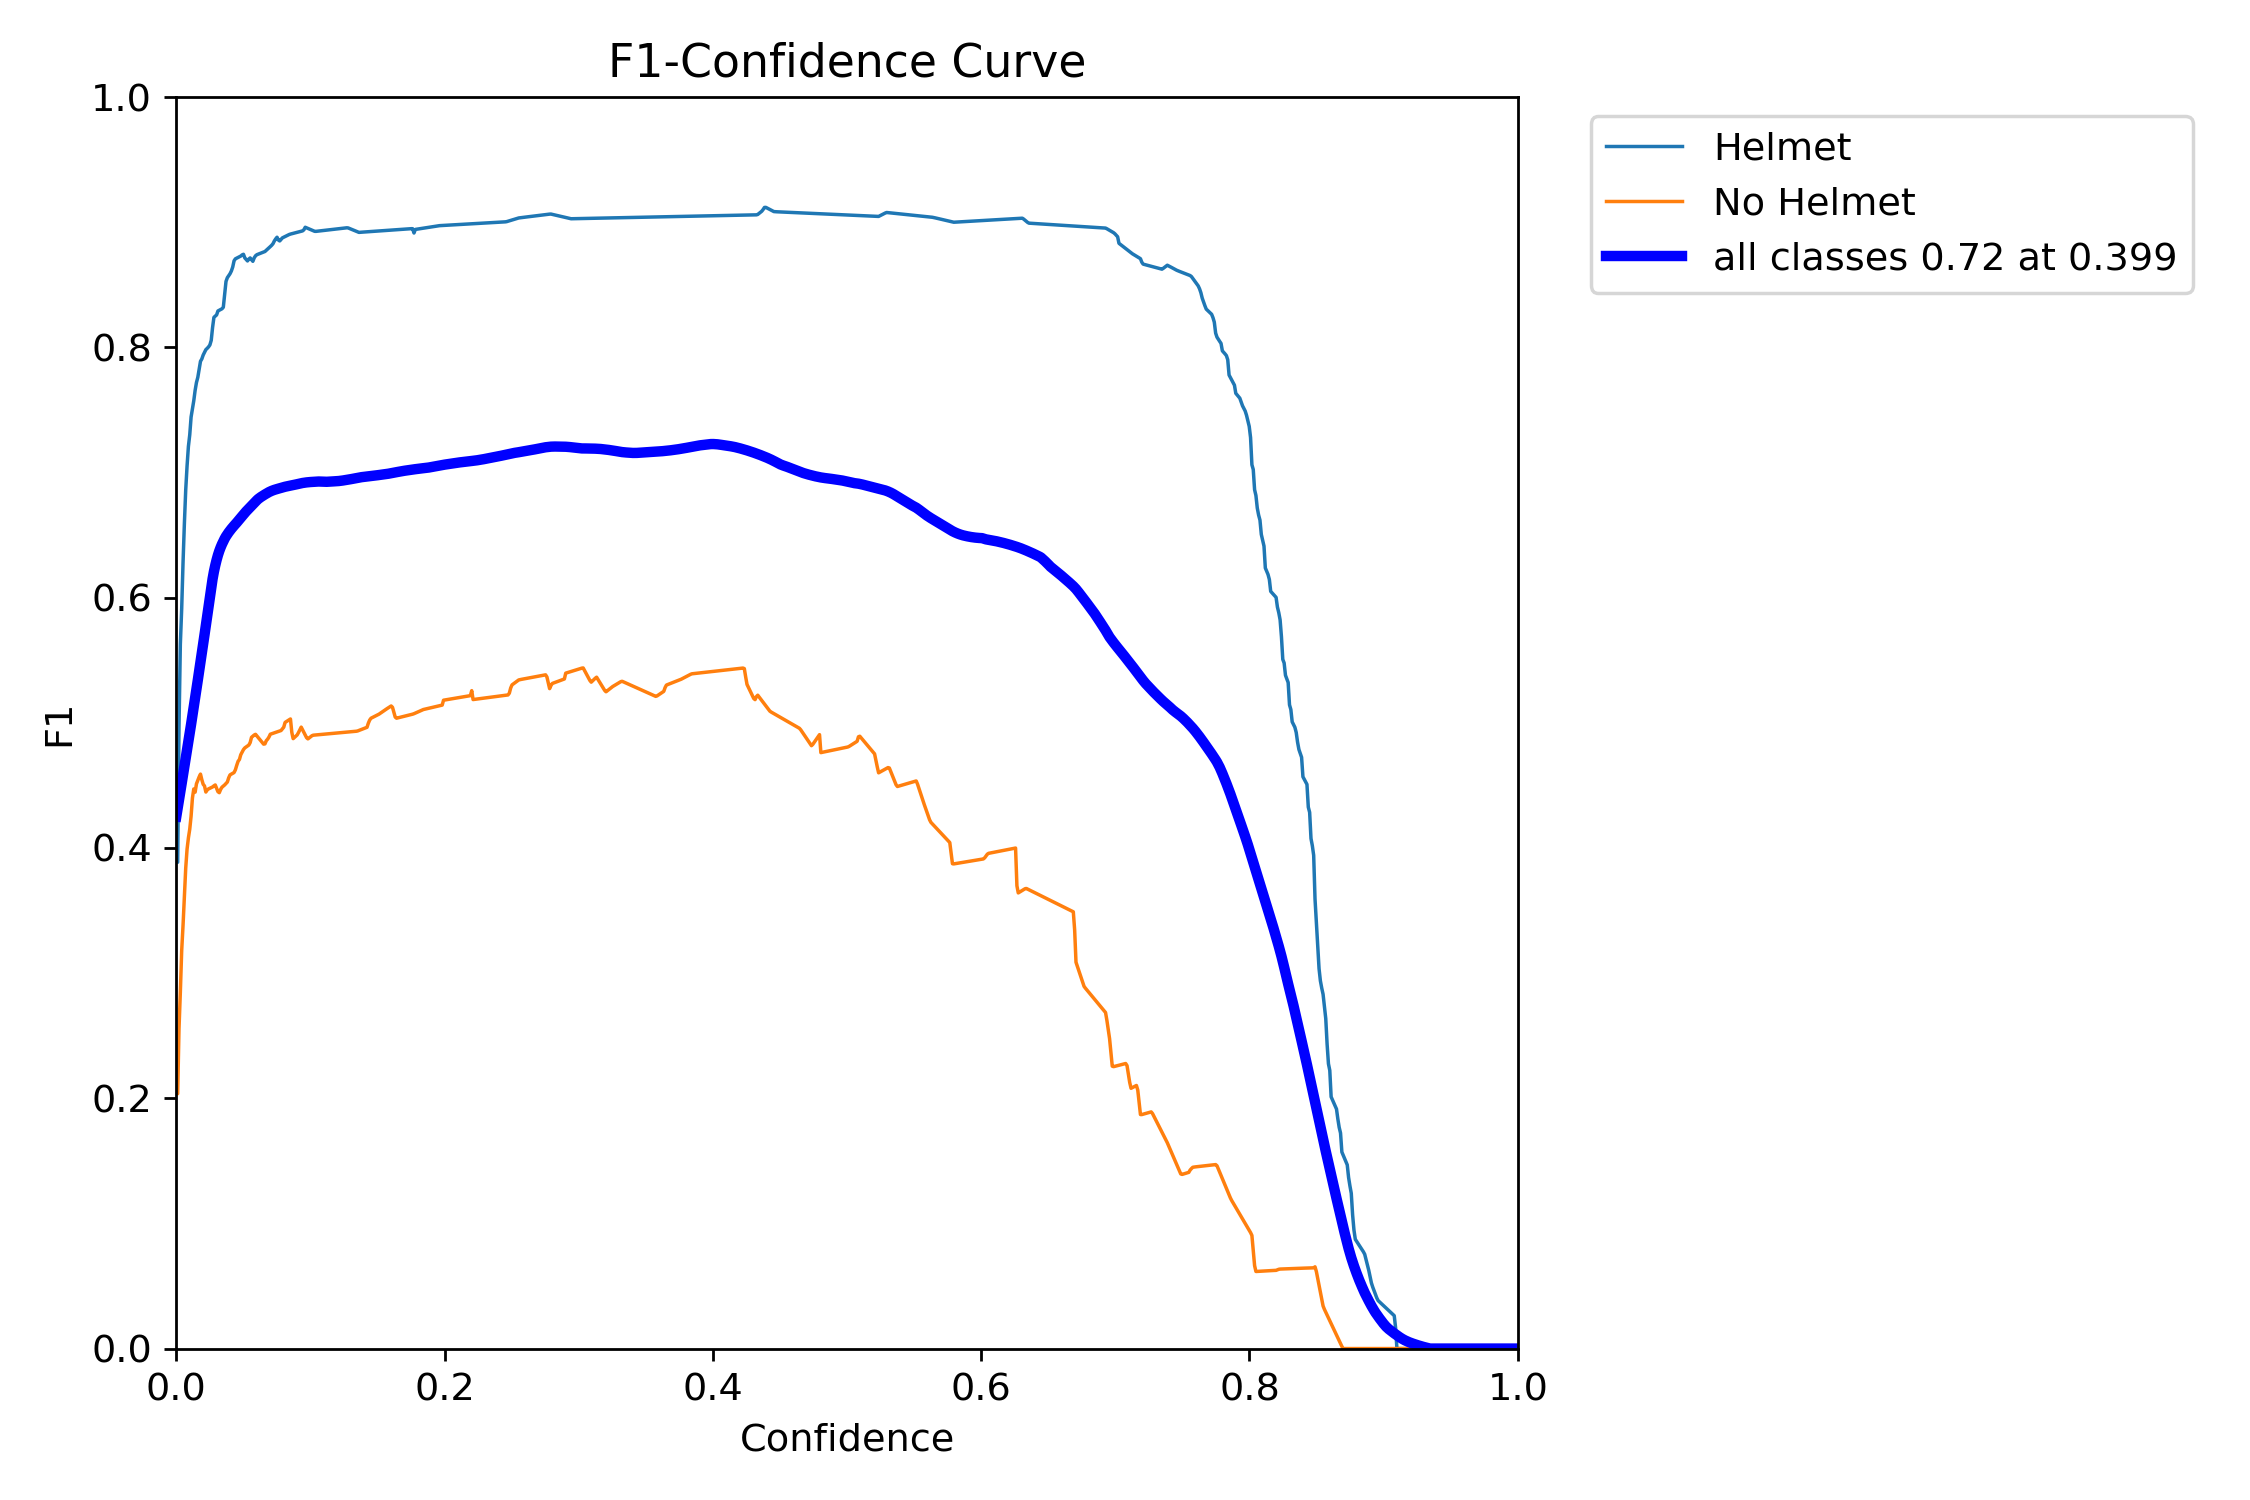 F1-Confidence Curve
1.0
0.8
0.6
0.4
0.2
0.0
F1
0.0 0.2 0.4 0.6 0.8 1.0
Confidence
Helmet
No Helmet
all classes 0.72 at 0.399